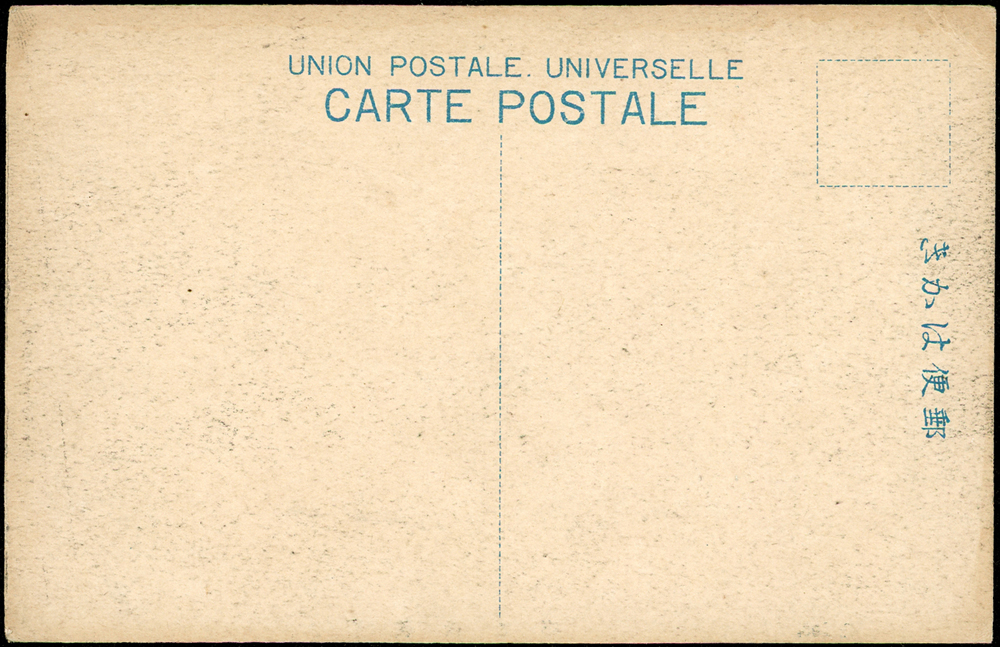 UNION POSTALE. UNIVERSELLE
CARTE POSTALE
郵便はかき